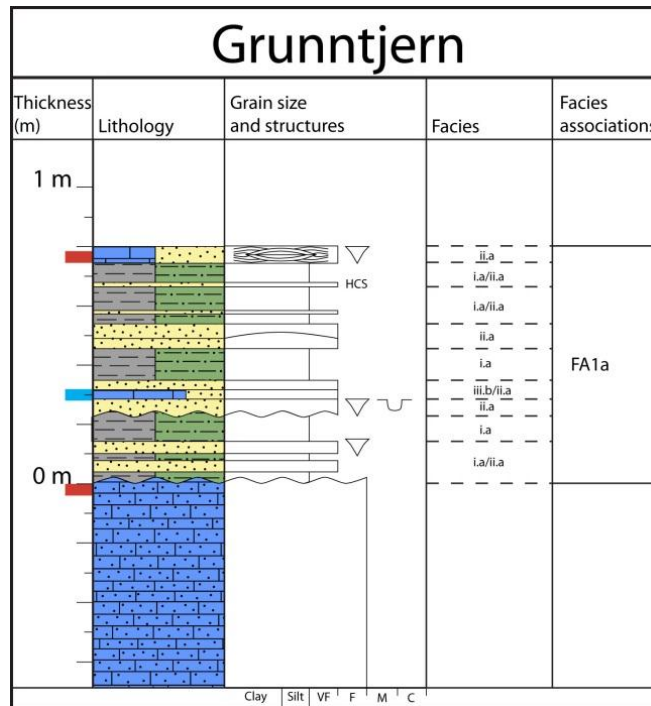 Grunntjern
Thickness
(m)
Lithology
Grain size
and structures
Facies
Facies
associations
1 m
ii.a
i.a/ii.a
HCS
i.a/ii.a
ii.a
i.a
FA1a
iii.b/ii.a
ii.a
i.a
i.a/ii.a
0 m
Clay Silt VF F M C